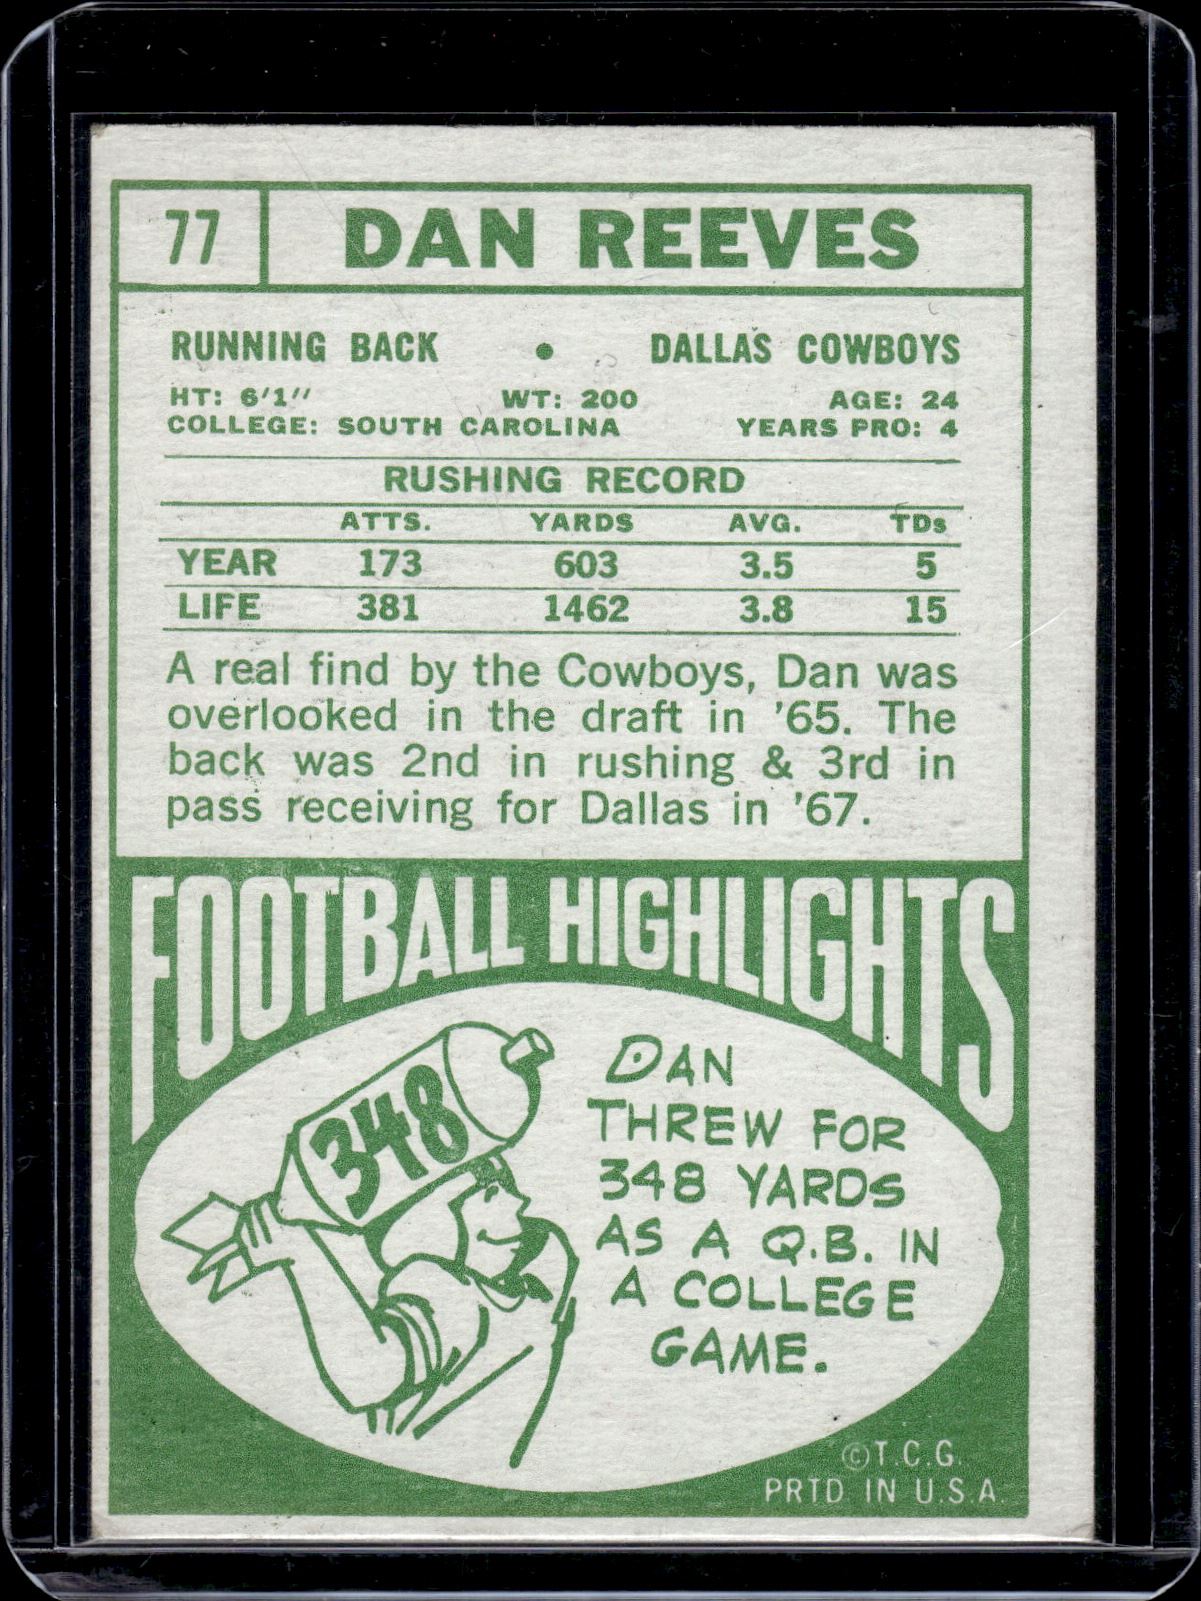 77 DAN REEVES
RUNNING BACK • DALLAS COWBOYS
HT: 6'1" WT: 200 AGE: 24
COLLEGE: SOUTH CAROLINA YEARS PRO: 4
RUSHING RECORD
ATTS. YARDS AVG. TDs
YEAR 173 603 3.5 5
LIFE 381 1462 3.8 15
A real find by the Cowboys, Dan was
overlooked in the draft in '65. The
back was 2nd in rushing & 3rd in
pass receiving for Dallas in '67.
FOOTBALL HIGHLIGHTS
348
DAN
THREW FOR
348 YARDS
AS A Q.B. IN
A COLLEGE
GAME.
©T.C.G.
PRTD IN U.S.A.